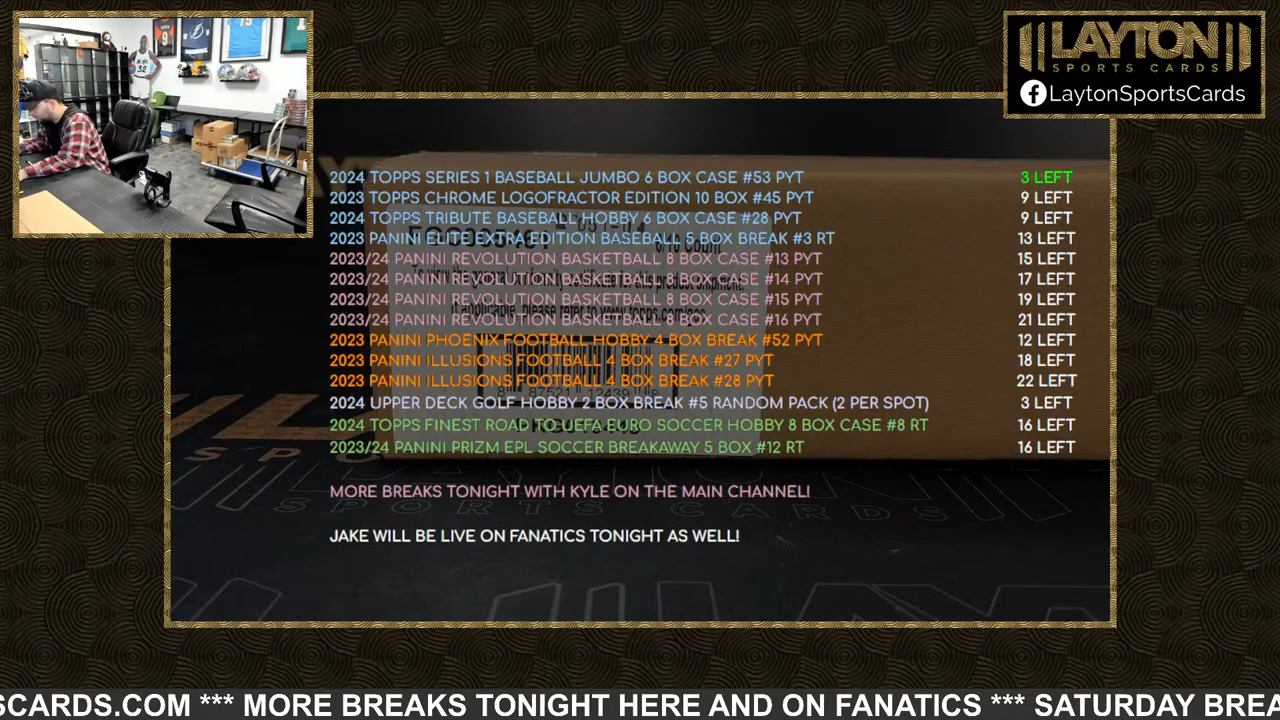 LAYTON
SPORTS CARDS
LaytonSportsCards
2024 TOPPS SERIES 1 BASEBALL JUMBO 6 BOX CASE #53 PYT 3 LEFT
2023 TOPPS CHROME LOGOFRACTOR EDITION 10 BOX #45 PYT 9 LEFT
2024 TOPPS TRIBUTE BASEBALL HOBBY 6 BOX CASE #28 PYT 9 LEFT
2023 PANINI ELITE EXTRA EDITION BASEBALL 5 BOX BREAK #3 RT 13 LEFT
2023/24 PANINI REVOLUTION BASKETBALL 8 BOX CASE #13 PYT 15 LEFT
2023/24 PANINI REVOLUTION BASKETBALL 8 BOX CASE #14 PYT 17 LEFT
2023/24 PANINI REVOLUTION BASKETBALL 8 BOX CASE #15 PYT 19 LEFT
2023/24 PANINI REVOLUTION BASKETBALL 8 BOX CASE #16 PYT 21 LEFT
2023 PANINI PHOENIX FOOTBALL HOBBY 4 BOX BREAK #52 PYT 12 LEFT
2023 PANINI ILLUSIONS FOOTBALL 4 BOX BREAK #27 PYT 18 LEFT
2023 PANINI ILLUSIONS FOOTBALL 4 BOX BREAK #28 PYT 22 LEFT
2024 UPPER DECK GOLF HOBBY 2 BOX BREAK #5 RANDOM PACK (2 PER SPOT) 3 LEFT
2024 TOPPS FINEST ROAD TO UEFA EURO SOCCER HOBBY 8 BOX CASE #8 RT 16 LEFT
2023/24 PANINI PRIZM EPL SOCCER BREAKAWAY 5 BOX #12 RT 16 LEFT
MORE BREAKS TONIGHT WITH KYLE ON THE MAIN CHANNEL!
JAKE WILL BE LIVE ON FANATICS TONIGHT AS WELL!
SCARDS.COM *** MORE BREAKS TONIGHT HERE AND ON FANATICS *** SATURDAY BREA